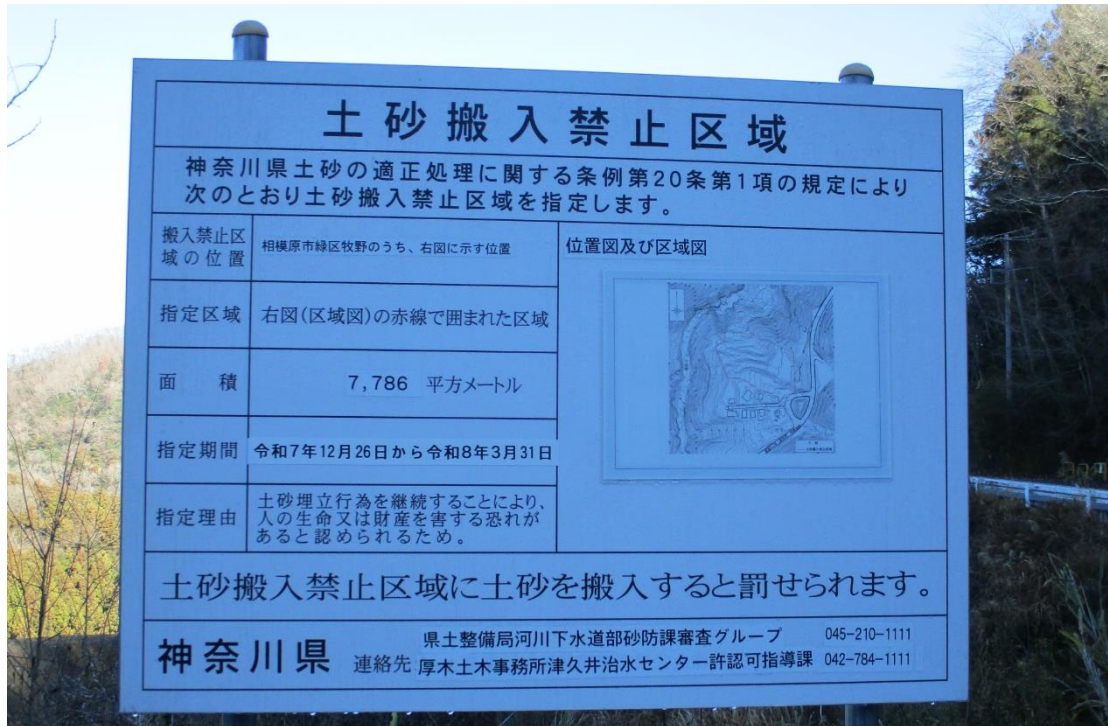 土砂搬入禁止区域
神奈川県土砂の適正処理に関する条例第20条第1項の規定により
次のとおり土砂搬入禁止区域を指定します。
搬入禁止区
域の位置
相模原市緑区牧野のうち、右図に示す位置
指定区域
右図(区域図)の赤線で囲まれた区域
面　積
7,786 平方メートル
指定期間
令和7年12月26日から令和8年3月31日
指定理由
土砂埋立行為を継続することにより、
人の生命又は財産を害する恐れが
あると認められるため。
位置図及び区域図
土砂搬入禁止区域に土砂を搬入すると罰せられます。
神奈川県
連絡先
県土整備局河川下水道部砂防課審査グループ 045-210-1111
厚木土木事務所津久井治水センター許認可指導課 042-784-1111